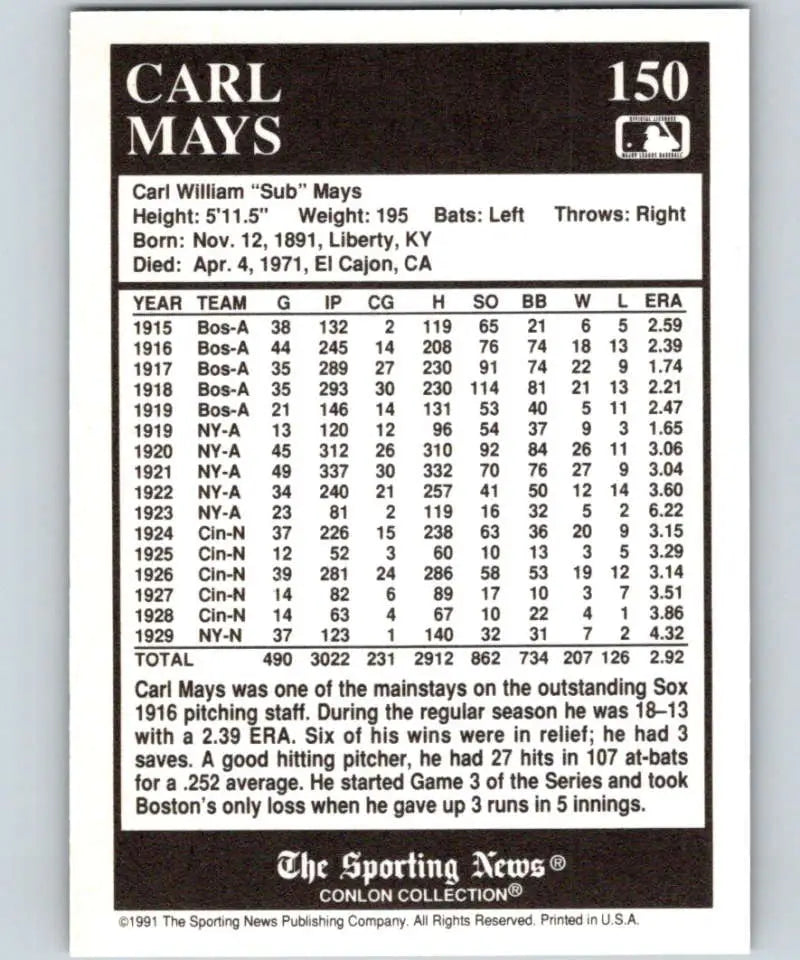 CARL 150
MAYS
OFFICIAL LICENSEE
MAJOR LEAGUE BASEBALL
Carl William "Sub" Mays
Height: 5'11.5" Weight: 195 Bats: Left Throws: Right
Born: Nov. 12, 1891, Liberty, KY
Died: Apr. 4, 1971, El Cajon, CA
YEAR TEAM G IP CG H SO BB W L ERA
1915 Bos-A 38 132 2 119 65 21 6 5 2.59
1916 Bos-A 44 245 14 208 76 74 18 13 2.39
1917 Bos-A 35 289 27 230 91 74 22 9 1.74
1918 Bos-A 35 293 30 230 114 81 21 13 2.21
1919 Bos-A 21 146 14 131 53 40 5 11 2.47
1919 NY-A 13 120 12 96 54 37 9 3 1.65
1920 NY-A 45 312 26 310 92 84 26 11 3.06
1921 NY-A 49 337 30 332 70 76 27 9 3.04
1922 NY-A 34 240 21 257 41 50 12 14 3.60
1923 NY-A 23 81 2 119 16 32 5 2 6.22
1924 Cin-N 37 226 15 238 63 36 20 9 3.15
1925 Cin-N 12 52 3 60 10 13 3 5 3.29
1926 Cin-N 39 281 24 286 58 53 19 12 3.14
1927 Cin-N 14 82 6 89 17 10 3 7 3.51
1928 Cin-N 14 63 4 67 10 22 4 1 3.86
1929 NY-N 37 123 1 140 32 31 7 2 4.32
TOTAL 490 3022 231 2912 862 734 207 126 2.92
Carl Mays was one of the mainstays on the outstanding Sox
1916 pitching staff. During the regular season he was 18–13
with a 2.39 ERA. Six of his wins were in relief; he had 3
saves. A good hitting pitcher, he had 27 hits in 107 at-bats
for a .252 average. He started Game 3 of the Series and took
Boston's only loss when he gave up 3 runs in 5 innings.
The Sporting News®
CONLON COLLECTION®
©1991 The Sporting News Publishing Company. All Rights Reserved. Printed in U.S.A.